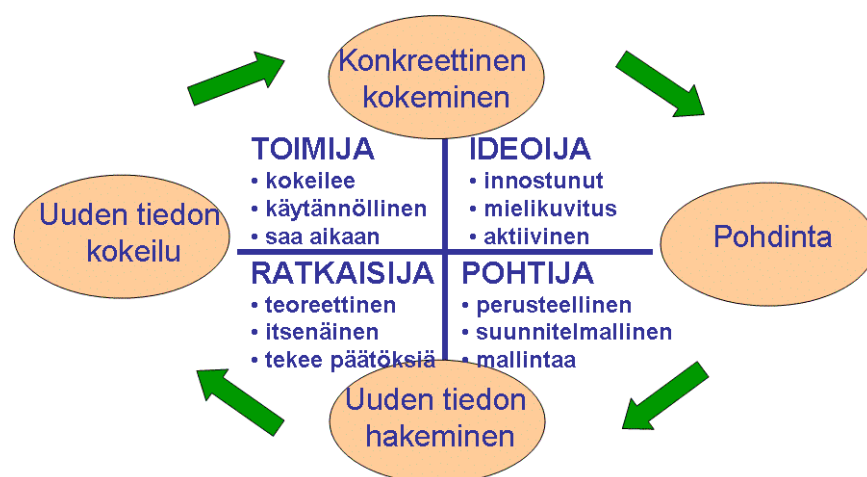 Konkreettinen
kokeminen
TOIMIJA
• kokeilee
• käytännöllinen
• saa aikaan
IDEOIJA
• innostunut
• mielikuvitus
• aktiivinen
Uuden tiedon
kokeilu
Pohdinta
RATKAISIJA
• teoreettinen
• itsenäinen
• tekee päätöksiä
POHTIJA
• perusteellinen
• suunnitelmallinen
• mallintaa
Uuden tiedon
hakeminen